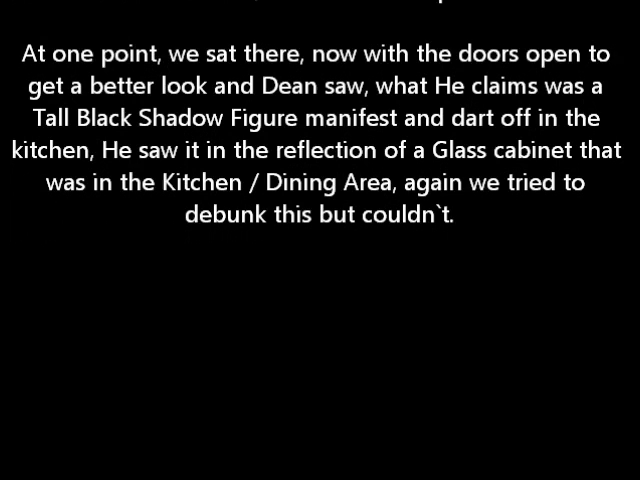 At one point, we sat there, now with the doors open to
get a better look and Dean saw, what He claims was a
Tall Black Shadow Figure manifest and dart off in the
kitchen, He saw it in the reflection of a Glass cabinet that
was in the Kitchen / Dining Area, again we tried to
debunk this but couldn`t.